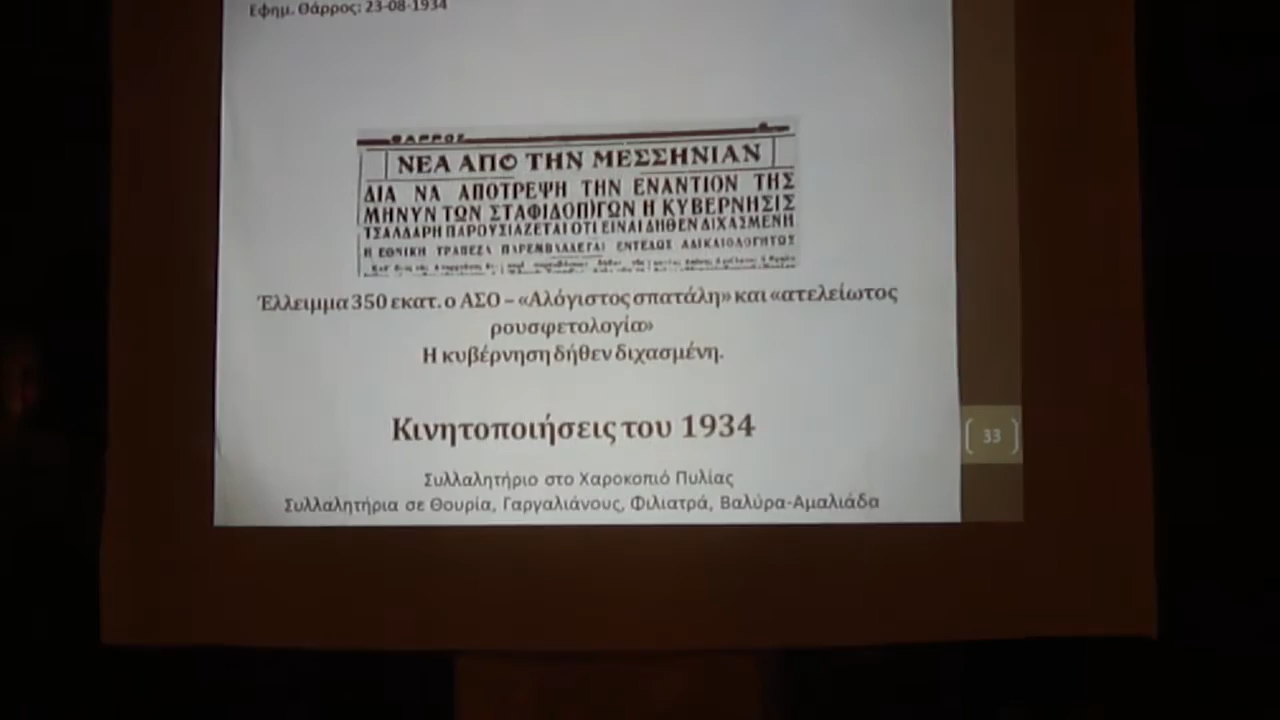 Εφημ. Θάρρος: 23-08-1934
ΘΑΡΡΟΣ
ΝΕΑ ΑΠΟ ΤΗΝ ΜΕΣΣΗΝΙΑΝ
ΔΙΑ ΝΑ ΑΠΟΤΡΕΨΗ ΤΗΝ ΕΝΑΝΤΙΟΝ ΤΗΣ
ΜΗΝΥΝ ΤΩΝ ΣΤΑΦΙΔΟΠ)ΓΩΝ Η ΚΥΒΕΡΝΗΣΙΣ
ΤΣΑΛΔΑΡΗ ΠΑΡΟΥΣΙΑΖΕΤΑΙ ΟΤΙ ΕΙΝΑΙ ΔΗΘΕΝ ΔΙΧΑΣΜΕΝΗ
Η ΕΘΝΙΚΗ ΤΡΑΠΕΖΑ ΠΑΡΕΜΒΑΛΛΕΤΑΙ ΕΝΤΕΛΩΣ ΑΔΙΚΑΙΟΛΟΓΗΤΩΣ
Έλλειμμα 350 εκατ. ο ΑΣΟ – «Αλόγιστος σπατάλη» και «ατελείωτος
ρουσφετολογία»
Η κυβέρνηση δήθεν διχασμένη.
Κινητοποιήσεις του 1934
33
Συλλαλητήριο στο Χαροκοπιό Πυλίας
Συλλαλητήρια σε Θουρία, Γαργαλιάνους, Φιλιατρά, Βαλύρα-Αμαλιάδα